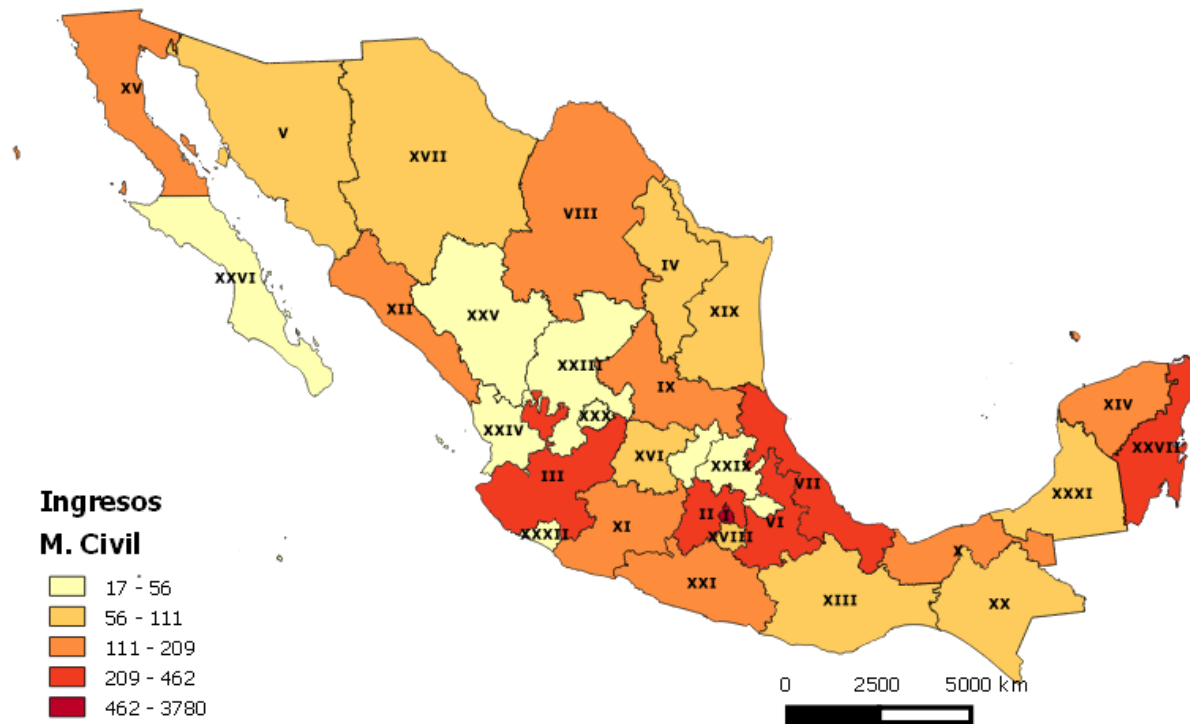 XV
V
XVII
VIII
XXVI
IV
XII
XXV
XIX
XXIII
IX
XXX
XXIV
XIV
XXVII
XVI
XXIX
III
VII
XXXI
II
I
VI
XI
XXXII
XVIII
X
XXI
XIII
XX
Ingresos
M. Civil
17 - 56
56 - 111
111 - 209
209 - 462
462 - 3780
0 2500 5000 km